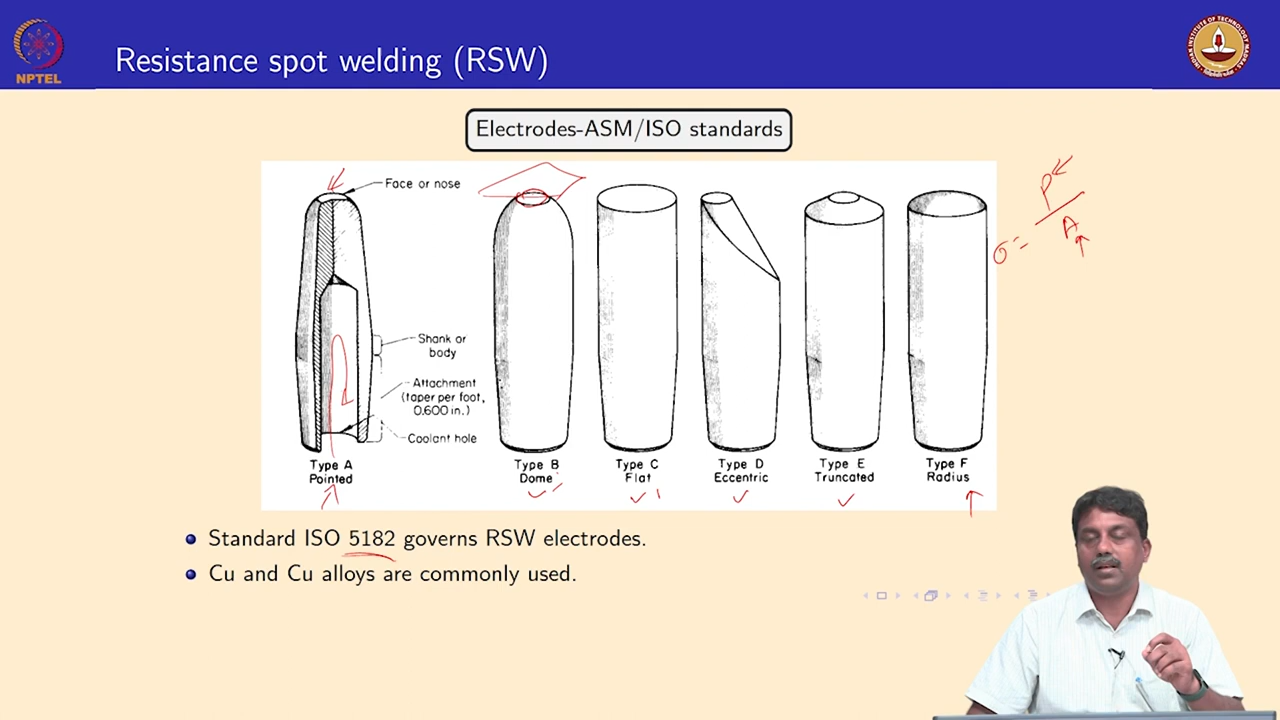 NPTEL
Resistance spot welding (RSW)
Electrodes-ASM/ISO standards
Face or nose
Shank or
body
Attachment
(taper per foot,
0.600 in.)
Coolant hole
Type A
Pointed
Type B
Dome
Type C
Flat
Type D
Eccentric
Type E
Truncated
Type F
Radius
σ = P
A
Standard ISO 5182 governs RSW electrodes.
Cu and Cu alloys are commonly used.